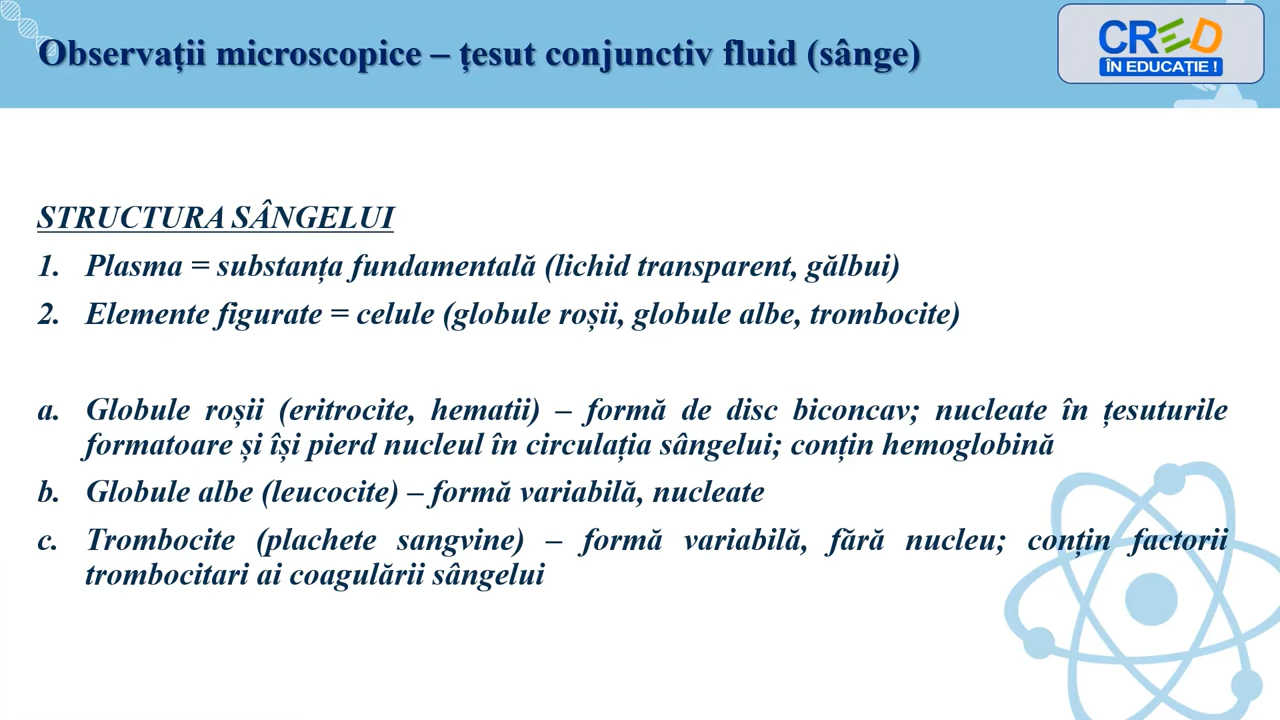 Observații microscopice – țesut conjunctiv fluid (sânge)
CRED
ÎN EDUCAȚIE !
STRUCTURA SÂNGELUI
1. Plasma = substanța fundamentală (lichid transparent, gălbui)
2. Elemente figurate = celule (globule roșii, globule albe, trombocite)
a. Globule roșii (eritrocite, hematii) – formă de disc biconcav; nucleate în țesuturile
formatoare și își pierd nucleul în circulația sângelui; conțin hemoglobină
b. Globule albe (leucocite) – formă variabilă, nucleate
c. Trombocite (plachete sangvine) – formă variabilă, fără nucleu; conțin factorii
trombocitari ai coagulării sângelui